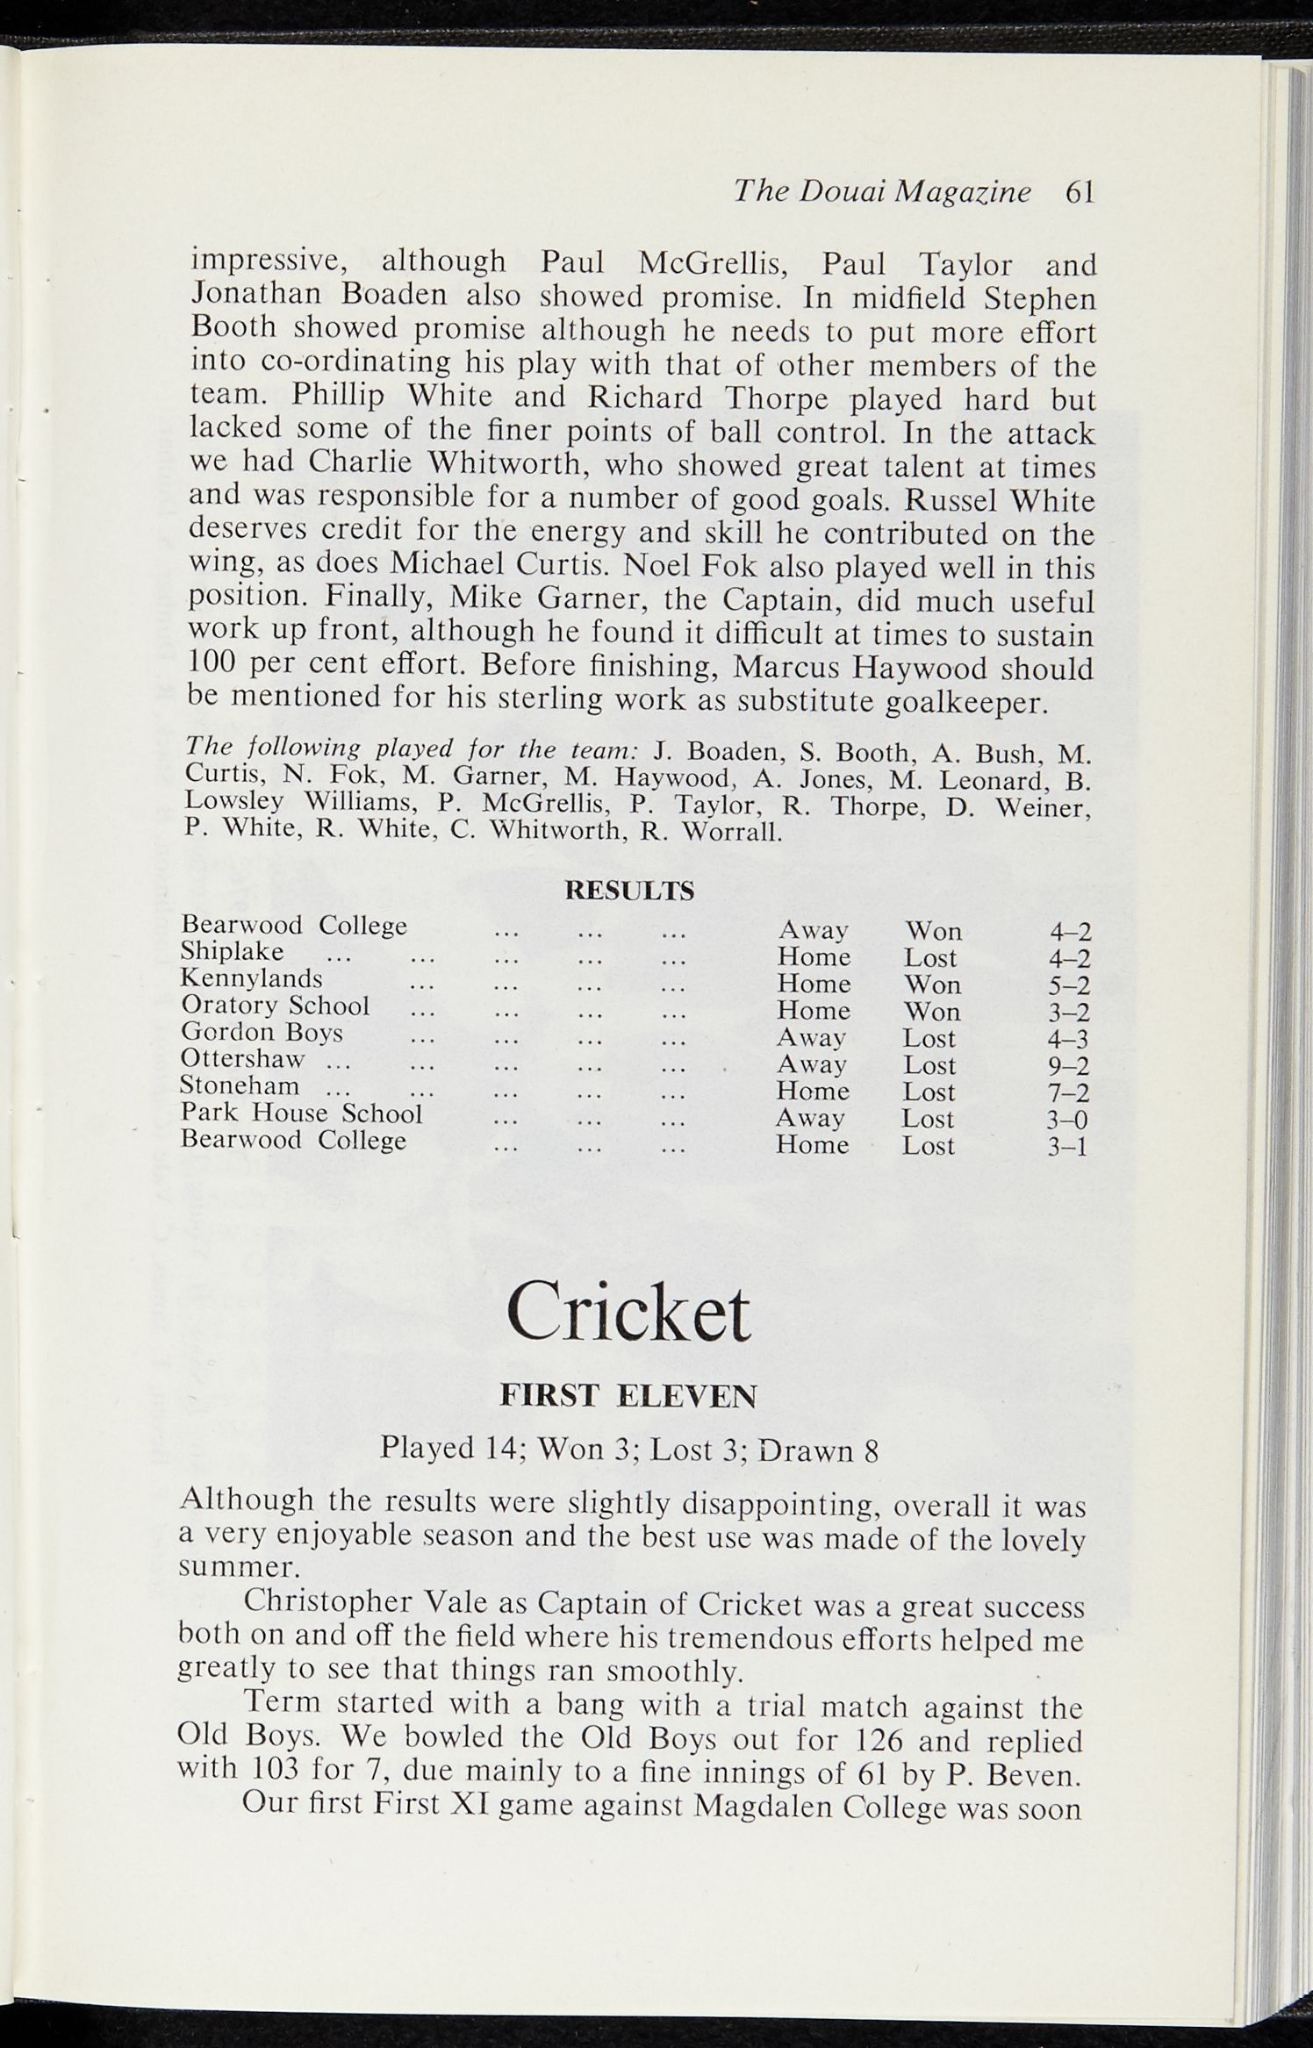 The Douai Magazine 61
impressive, although Paul McGrellis, Paul Taylor and
Jonathan Boaden also showed promise. In midfield Stephen
Booth showed promise although he needs to put more effort
into co-ordinating his play with that of other members of the
team. Phillip White and Richard Thorpe played hard but
lacked some of the finer points of ball control. In the attack
we had Charlie Whitworth, who showed great talent at times
and was responsible for a number of good goals. Russel White
deserves credit for the energy and skill he contributed on the
wing, as does Michael Curtis. Noel Fok also played well in this
position. Finally, Mike Garner, the Captain, did much useful
work up front, although he found it difficult at times to sustain
100 per cent effort. Before finishing, Marcus Haywood should
be mentioned for his sterling work as substitute goalkeeper.
The following played for the team: J. Boaden, S. Booth, A. Bush, M.
Curtis, N. Fok, M. Garner, M. Haywood, A. Jones, M. Leonard, B.
Lowsley Williams, P. McGrellis, P. Taylor, R. Thorpe, D. Weiner,
P. White, R. White, C. Whitworth, R. Worrall.
RESULTS
Bearwood College ... ... ... Away Won 4–2
Shiplake ... ... ... ... ... Home Lost 4–2
Kennylands ... ... ... ... Home Won 5–2
Oratory School ... ... ... ... Home Won 3–2
Gordon Boys ... ... ... ... Away Lost 4–3
Ottershaw ... ... ... ... ... Away Lost 9–2
Stoneham ... ... ... ... ... Home Lost 7–2
Park House School ... ... ... Away Lost 3–0
Bearwood College ... ... ... Home Lost 3–1
Cricket
FIRST ELEVEN
Played 14; Won 3; Lost 3; Drawn 8
Although the results were slightly disappointing, overall it was
a very enjoyable season and the best use was made of the lovely
summer.
Christopher Vale as Captain of Cricket was a great success
both on and off the field where his tremendous efforts helped me
greatly to see that things ran smoothly.
Term started with a bang with a trial match against the
Old Boys. We bowled the Old Boys out for 126 and replied
with 103 for 7, due mainly to a fine innings of 61 by P. Beven.
Our first First XI game against Magdalen College was soon